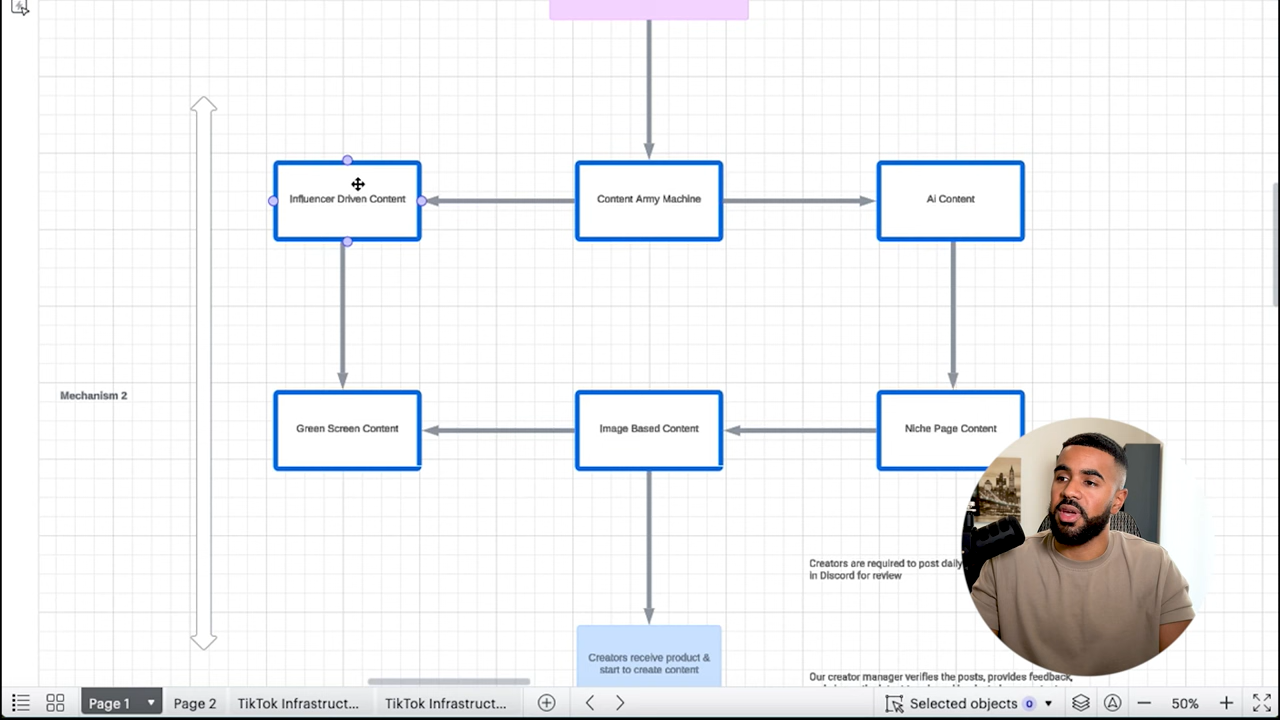 Influencer Driven Content
Content Army Machine
Ai Content
Mechanism 2
Green Screen Content
Image Based Content
Niche Page Content
Creators are required to post daily
in Discord for review
Creators receive product &
start to create content
Our creator manager verifies the posts, provides feedback,
Page 1
Page 2
TikTok Infrastruct...
TikTok Infrastruct...
Selected objects 0
50%